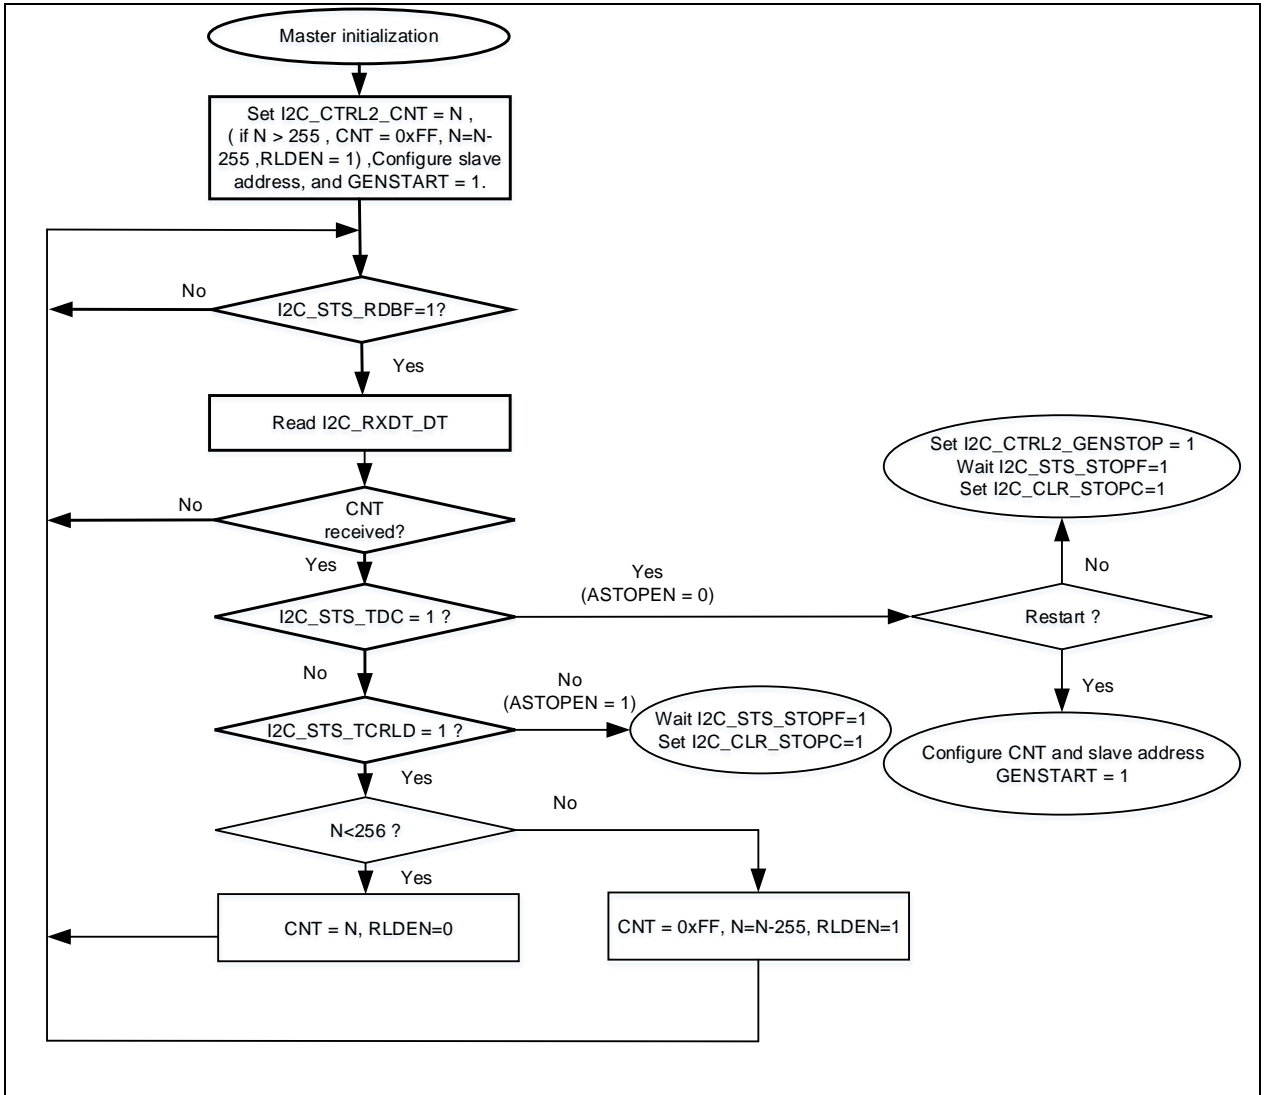 Master initialization
Set I2C_CTRL2_CNT = N ,
( if N > 255 , CNT = 0xFF, N=N-
255 ,RLDEN = 1) ,Configure slave
address, and GENSTART = 1.
No
I2C_STS_RDBF=1?
Yes
Read I2C_RXDT_DT
No
CNT
received?
Yes
I2C_STS_TDC = 1 ?
Yes
(ASTOPEN = 0)
Set I2C_CTRL2_GENSTOP = 1
Wait I2C_STS_STOPF=1
Set I2C_CLR_STOPC=1
No
Restart ?
Yes
Configure CNT and slave address
GENSTART = 1
No
I2C_STS_TCRLD = 1 ?
No
(ASTOPEN = 1)
Wait I2C_STS_STOPF=1
Set I2C_CLR_STOPC=1
Yes
N<256 ?
No
Yes
CNT = N, RLDEN=0
CNT = 0xFF, N=N-255, RLDEN=1